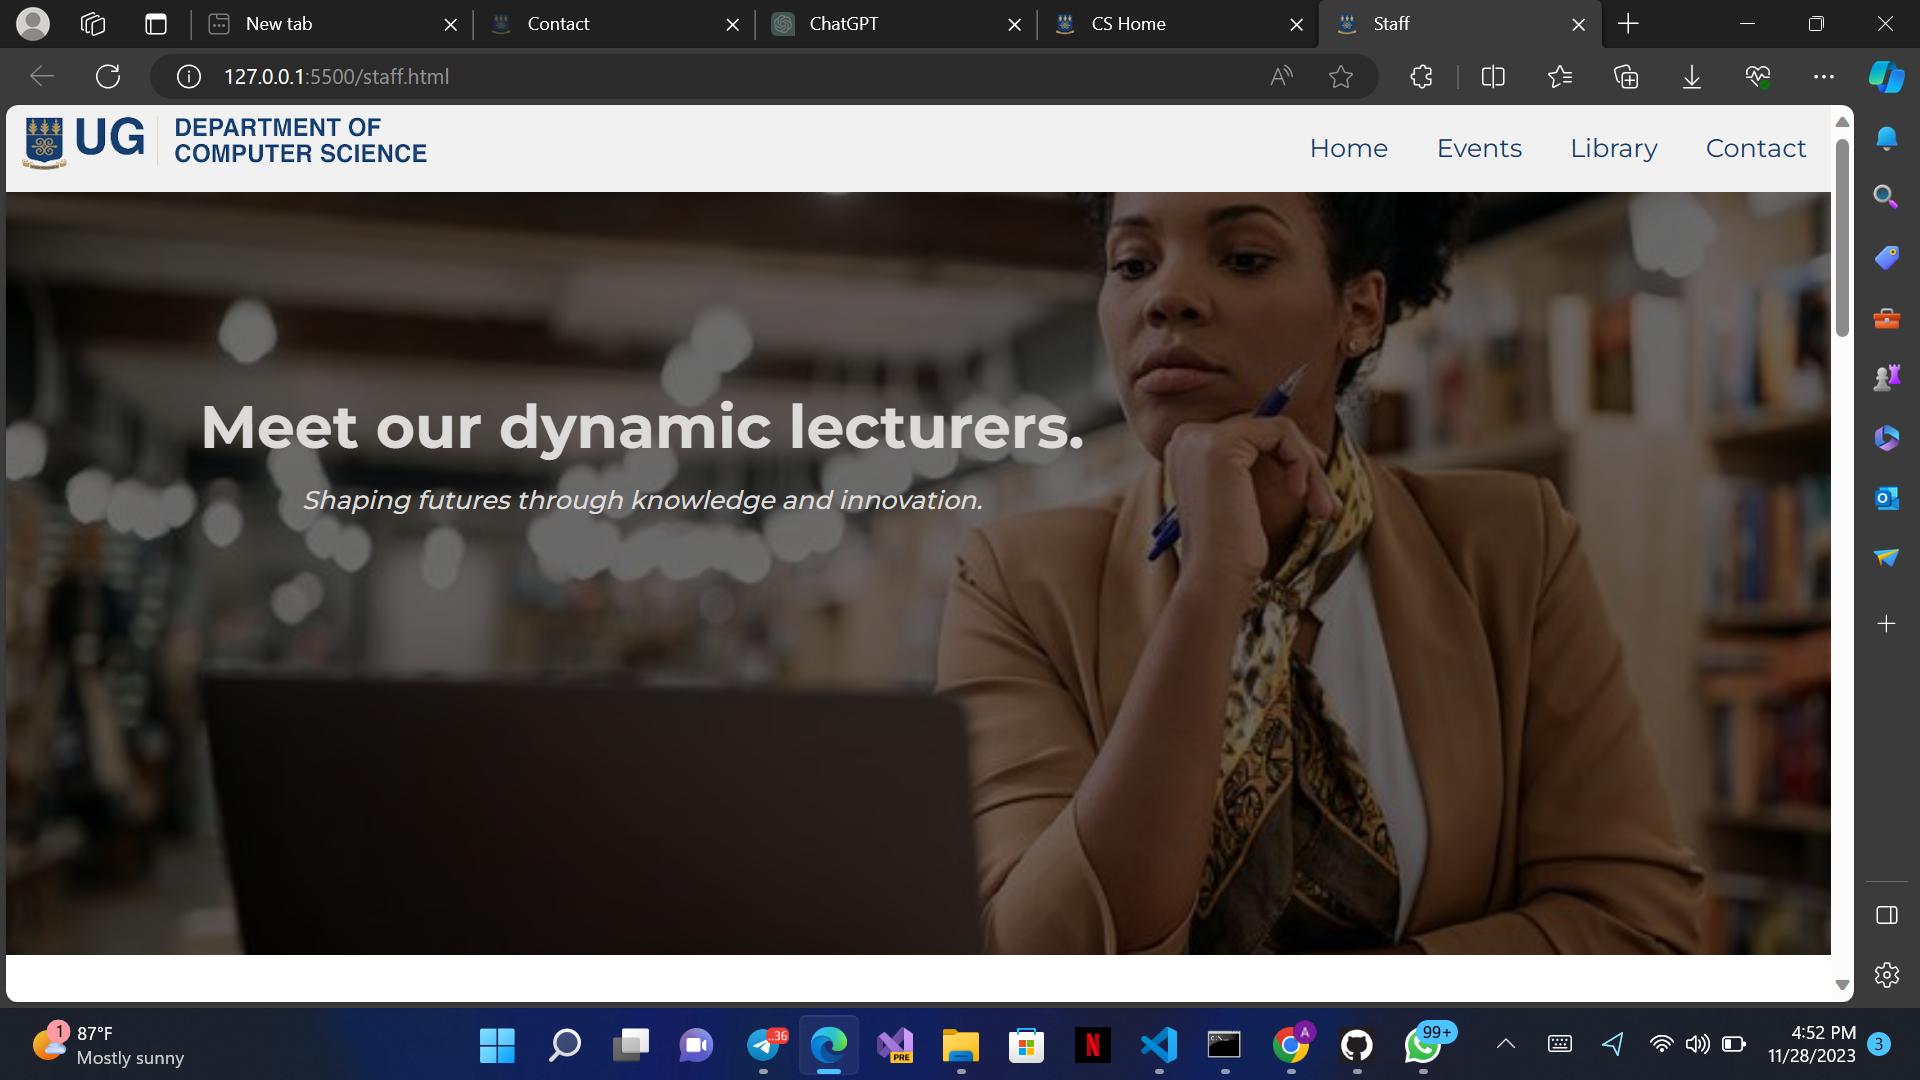 New tab
Contact
ChatGPT
CS Home
Staff
127.0.0.1:5500/staff.html
UG
DEPARTMENT OF
COMPUTER SCIENCE
Home
Events
Library
Contact
Meet our dynamic lecturers.
Shaping futures through knowledge and innovation.
1
87°F
Mostly sunny
..36
PRE
N
A
99+
4:52 PM
11/28/2023
3